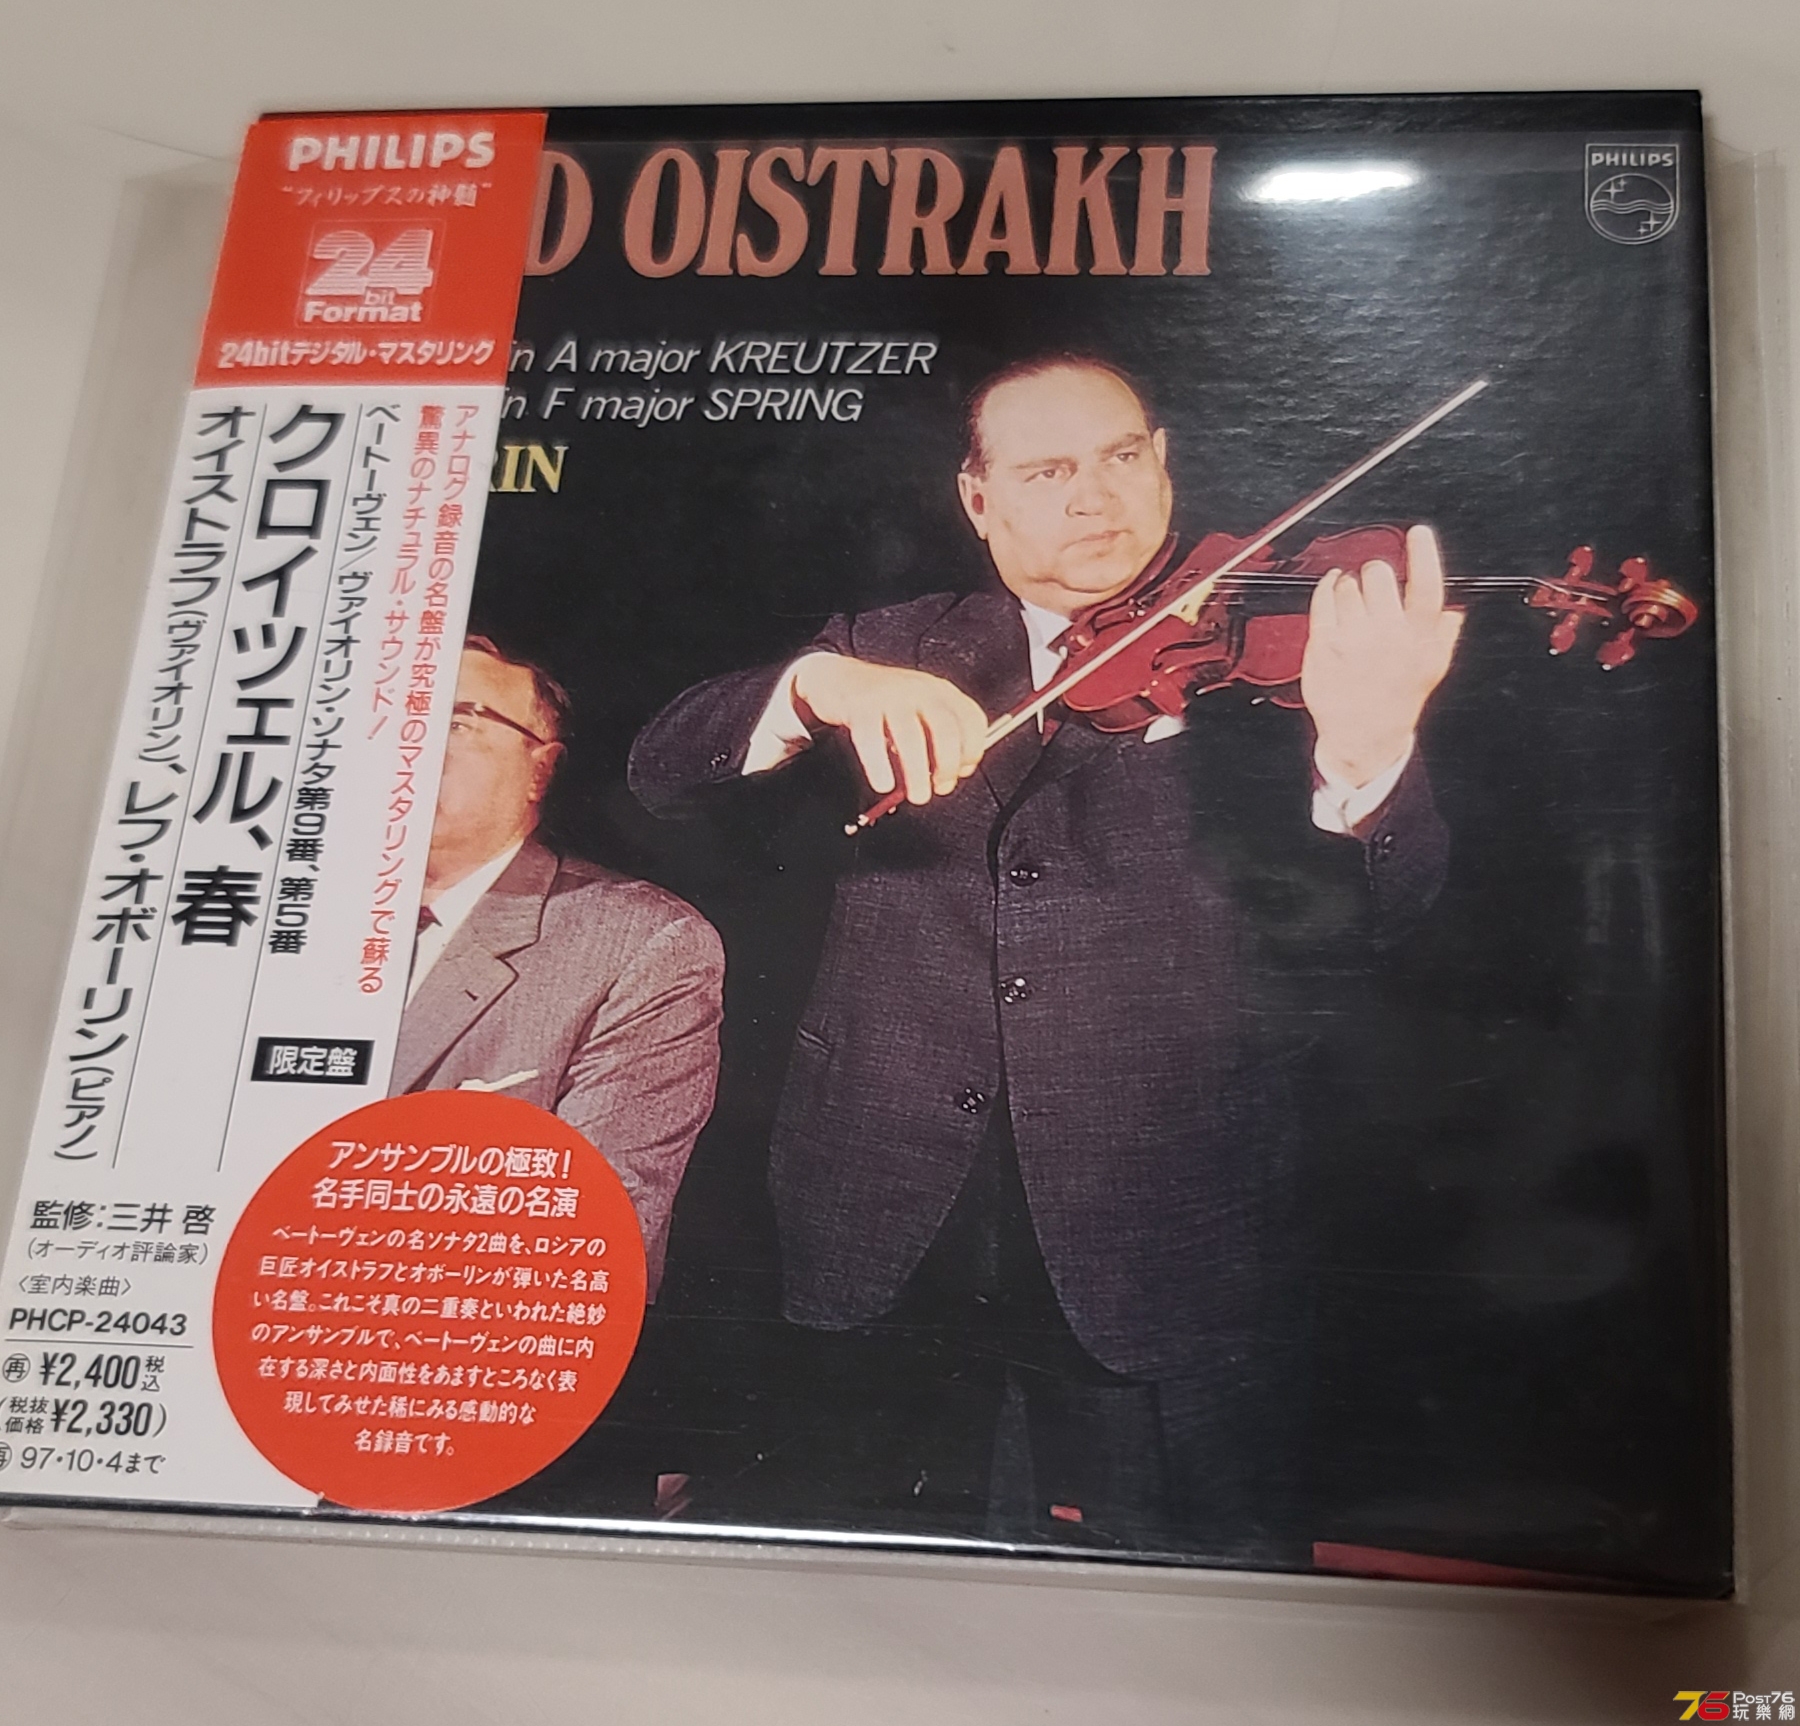 PHILIPS
"フィリップスの神髄"
24
bit
Format
24bitデジタル・マスタリング
アナログ録音の名盤が究極のマスタリングで蘇る
驚異のナチュラル・サウンド!
ベートーヴェン/ヴァイオリン・ソナタ第9番、第5番
クロイツェル、春
オイストラフ(ヴァイオリン)、レフ・オボーリン(ピアノ)
限定盤
監修:三井 啓
(オーディオ評論家)
〈室内楽曲〉
PHCP-24043
再 ¥2,400税込
(税抜価格¥2,330)
再 97・10・4まで
アンサンブルの極致!
名手同士の永遠の名演
ベートーヴェンの名ソナタ2曲を、ロシアの
巨匠オイストラフとオボーリンが弾いた名高
い名盤。これこそ真の二重奏といわれた絶妙
のアンサンブルで、ベートーヴェンの曲に内
在する深さと内面性をあますところなく表
現してみせた稀にみる感動的な
名録音です。
D OISTRAKH
in A major KREUTZER
in F major SPRING
RIN
PHILIPS
76 Post76
玩樂網